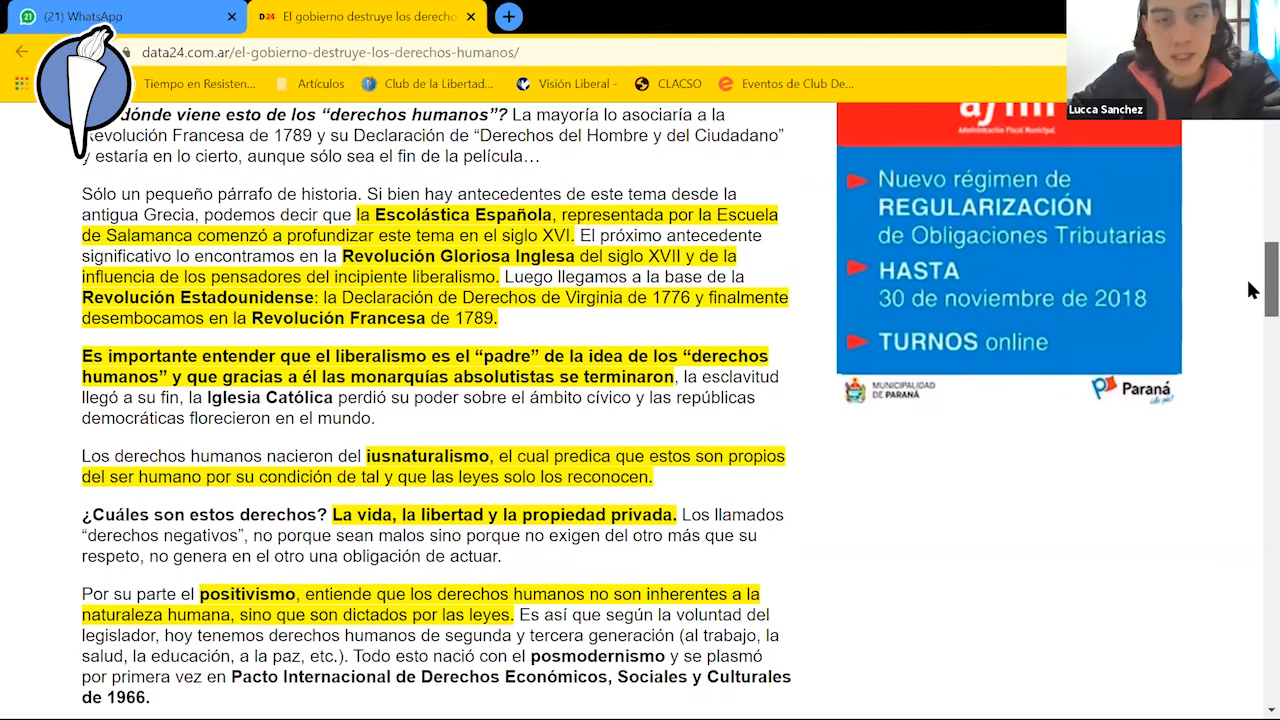 (21) WhatsApp
El gobierno destruye los derecho
data24.com.ar/el-gobierno-destruye-los-derechos-humanos/
Tiempo en Resisten...
Artículos
Club de la Libertad...
Visión Liberal -
CLACSO
Eventos de Club De...
Lucca Sanchez
dónde viene esto de los “derechos humanos”? La mayoría lo asociaría a la
Revolución Francesa de 1789 y su Declaración de “Derechos del Hombre y del Ciudadano”
y estaría en lo cierto, aunque sólo sea el fin de la película…
Sólo un pequeño párrafo de historia. Si bien hay antecedentes de este tema desde la
antigua Grecia, podemos decir que la Escolástica Española, representada por la Escuela
de Salamanca comenzó a profundizar este tema en el siglo XVI. El próximo antecedente
significativo lo encontramos en la Revolución Gloriosa Inglesa del siglo XVII y de la
influencia de los pensadores del incipiente liberalismo. Luego llegamos a la base de la
Revolución Estadounidense: la Declaración de Derechos de Virginia de 1776 y finalmente
desembocamos en la Revolución Francesa de 1789.
Es importante entender que el liberalismo es el “padre” de la idea de los “derechos
humanos” y que gracias a él las monarquías absolutistas se terminaron, la esclavitud
llegó a su fin, la Iglesia Católica perdió su poder sobre el ámbito cívico y las repúblicas
democráticas florecieron en el mundo.
Los derechos humanos nacieron del iusnaturalismo, el cual predica que estos son propios
del ser humano por su condición de tal y que las leyes solo los reconocen.
¿Cuáles son estos derechos? La vida, la libertad y la propiedad privada. Los llamados
“derechos negativos”, no porque sean malos sino porque no exigen del otro más que su
respeto, no genera en el otro una obligación de actuar.
Por su parte el positivismo, entiende que los derechos humanos no son inherentes a la
naturaleza humana, sino que son dictados por las leyes. Es así que según la voluntad del
legislador, hoy tenemos derechos humanos de segunda y tercera generación (al trabajo, la
salud, la educación, a la paz, etc.). Todo esto nació con el posmodernismo y se plasmó
por primera vez en Pacto Internacional de Derechos Económicos, Sociales y Culturales
de 1966.
Administración Fiscal Municipal
Nuevo régimen de
REGULARIZACIÓN
de Obligaciones Tributarias
HASTA
30 de noviembre de 2018
TURNOS online
MUNICIPALIDAD
DE PARANÁ
Paraná